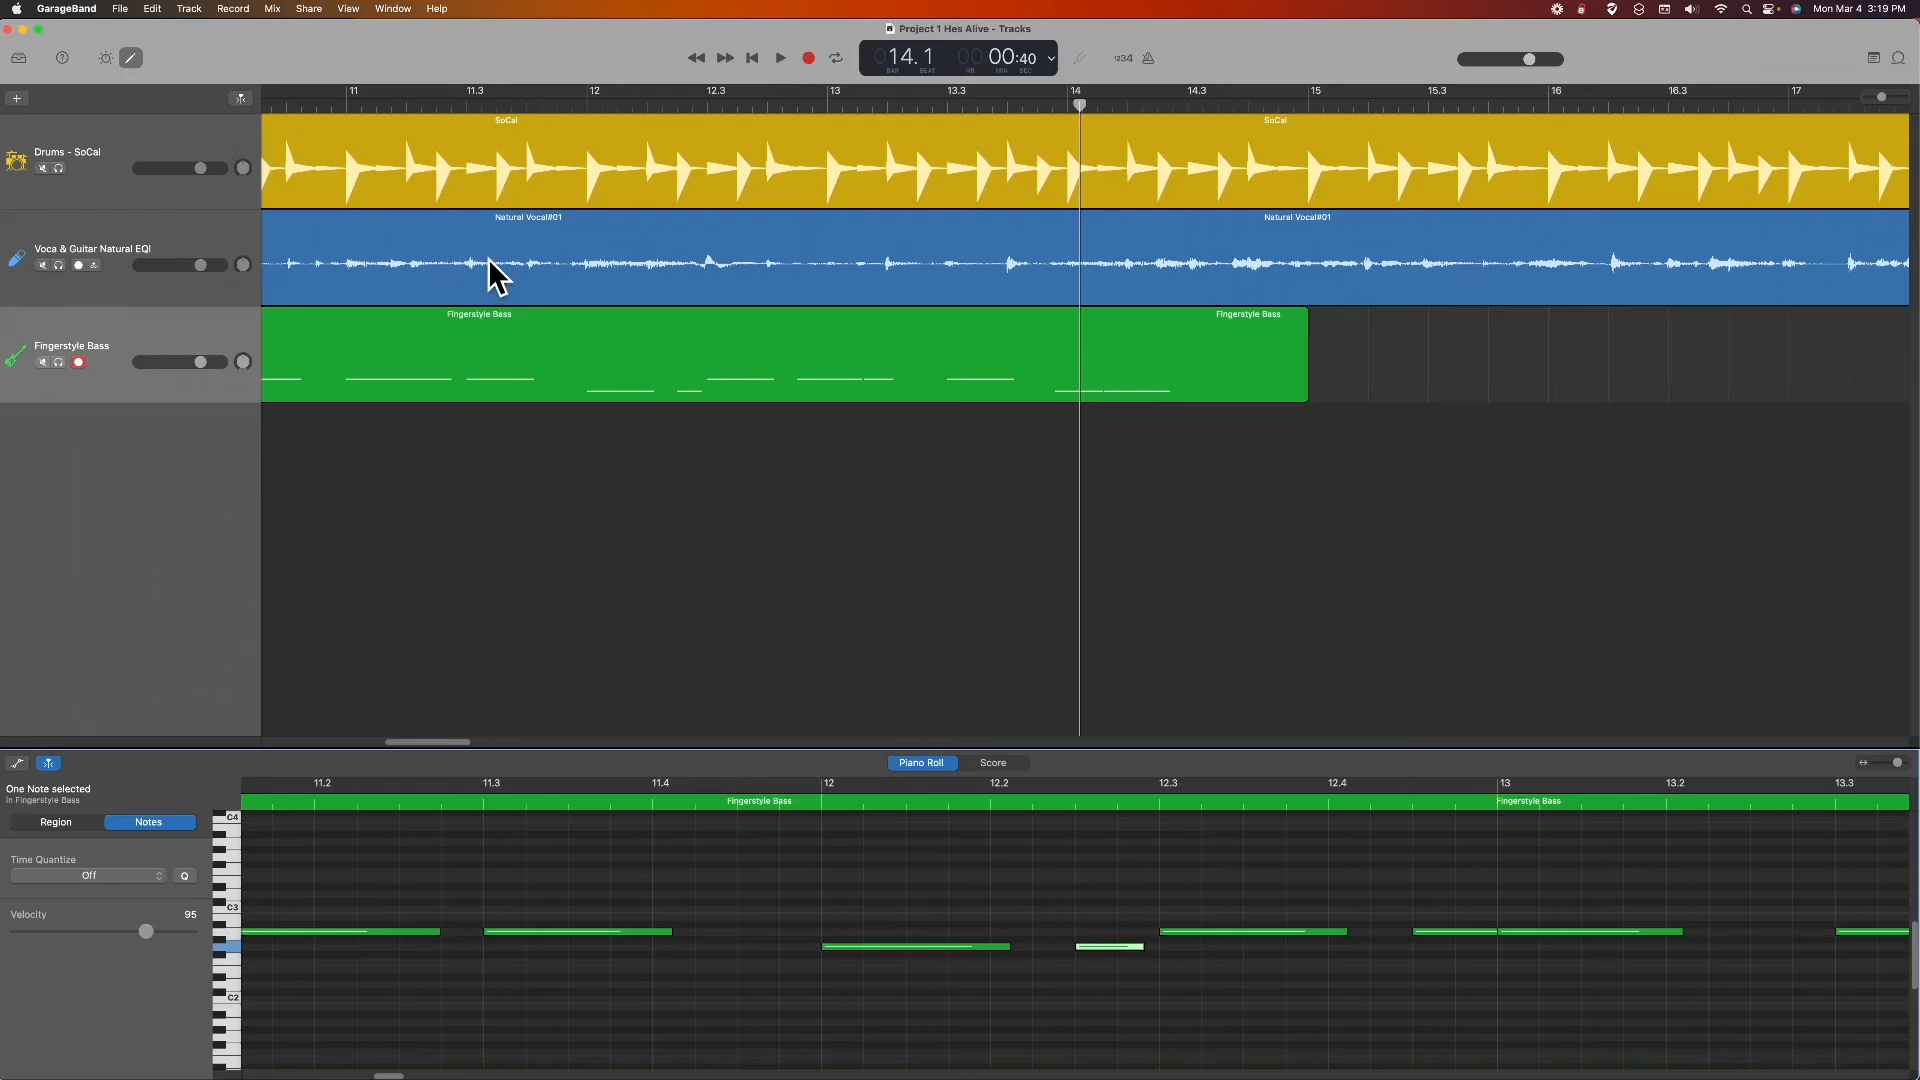 GarageBand File Edit Track Record Mix Share View Window Help Mon Mar 4 3:19 PM
Project 1 Hes Alive - Tracks
014.1 00 00:40
BAR BEAT HR MIN SEC
1234
11 11.3 12 12.3 13 13.3 14 14.3 15 15.3 16 16.3 17
SoCal SoCal
Drums - SoCal
Natural Vocal#01 Natural Vocal#01
Voca & Guitar Natural EQl
Fingerstyle Bass Fingerstyle Bass
Fingerstyle Bass
Piano Roll Score
11.2 11.3 11.4 12 12.2 12.3 12.4 13 13.2 13.3
One Note selected
in Fingerstyle Bass
Fingerstyle Bass Fingerstyle Bass
Region Notes
C4
Time Quantize
Off Q
C3
Velocity 95
C2